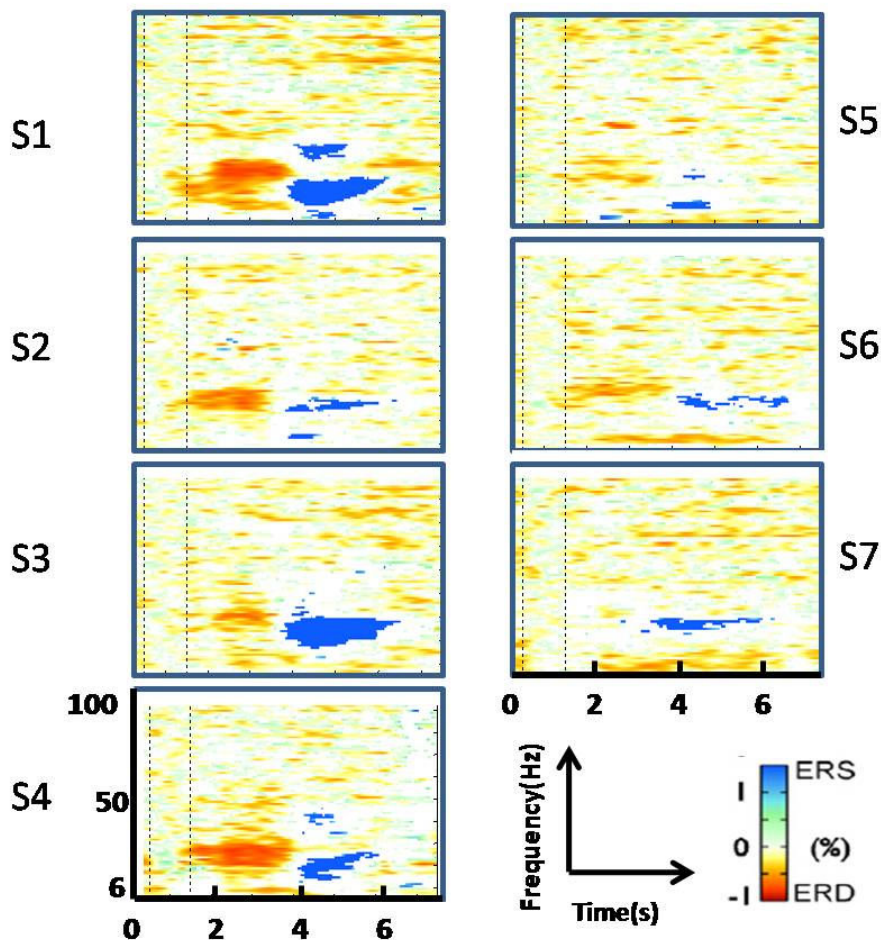 S1
S5
S2
S6
S3
S7
0 2 4 6
100
50
6
S4
0 2 4 6
Frequency(Hz)
Time(s)
1 ERS
0 (%)
-1 ERD